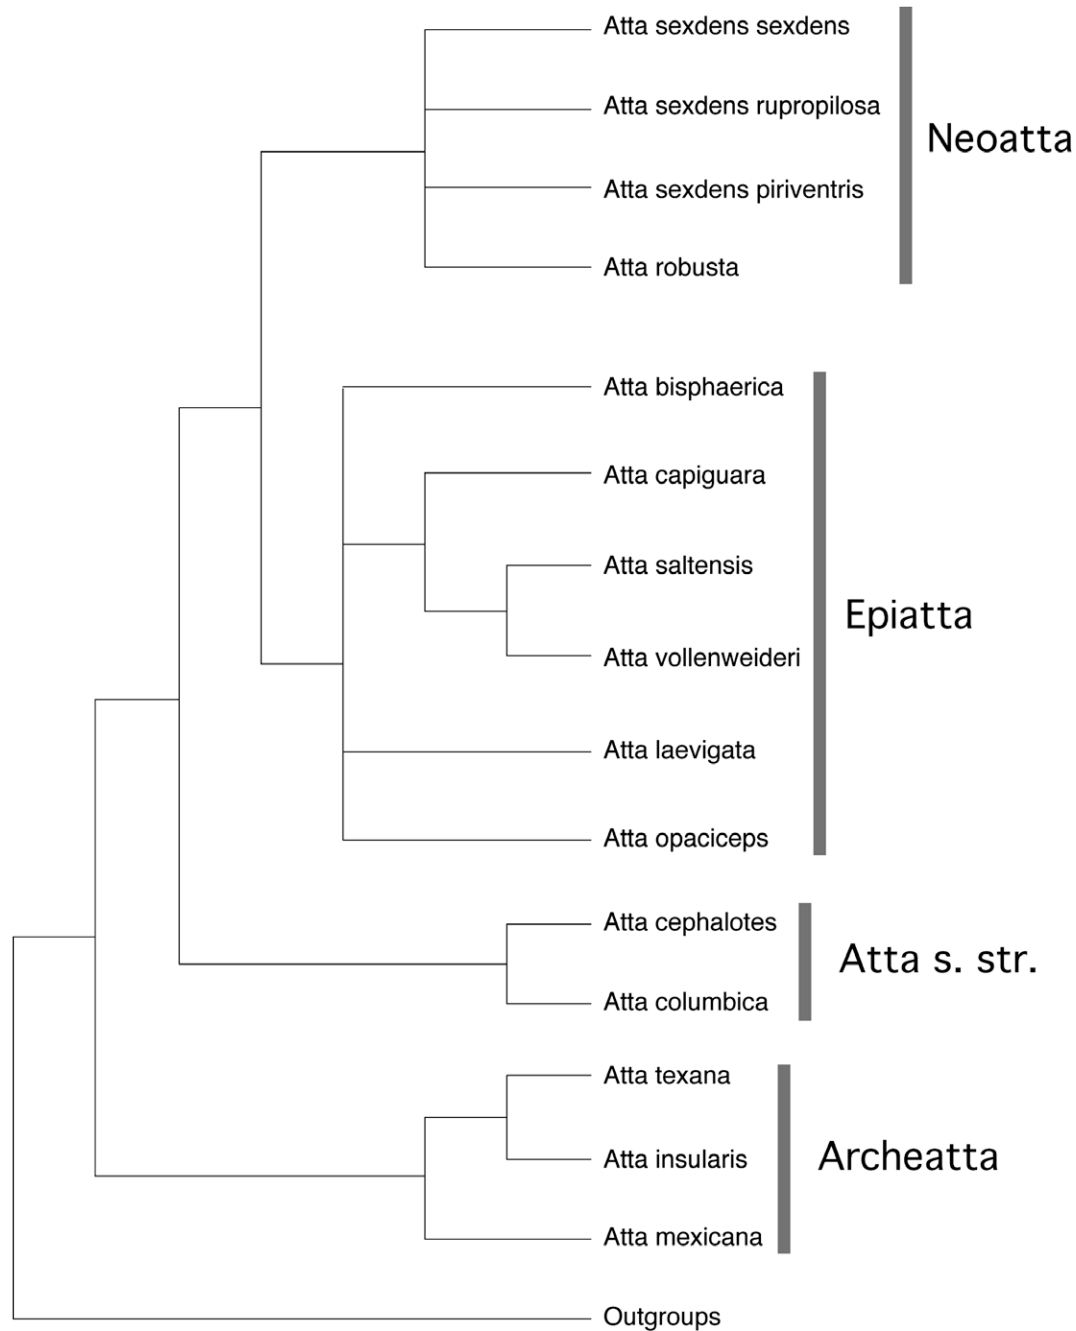 Atta sexdens sexdens
Atta sexdens rupropilosa
Neoatta
Atta sexdens piriventris
Atta robusta
Atta bisphaerica
Atta capiguara
Atta saltensis
Epiatta
Atta vollenweideri
Atta laevigata
Atta opaciceps
Atta cephalotes
Atta s. str.
Atta columbica
Atta texana
Atta insularis
Archeatta
Atta mexicana
Outgroups